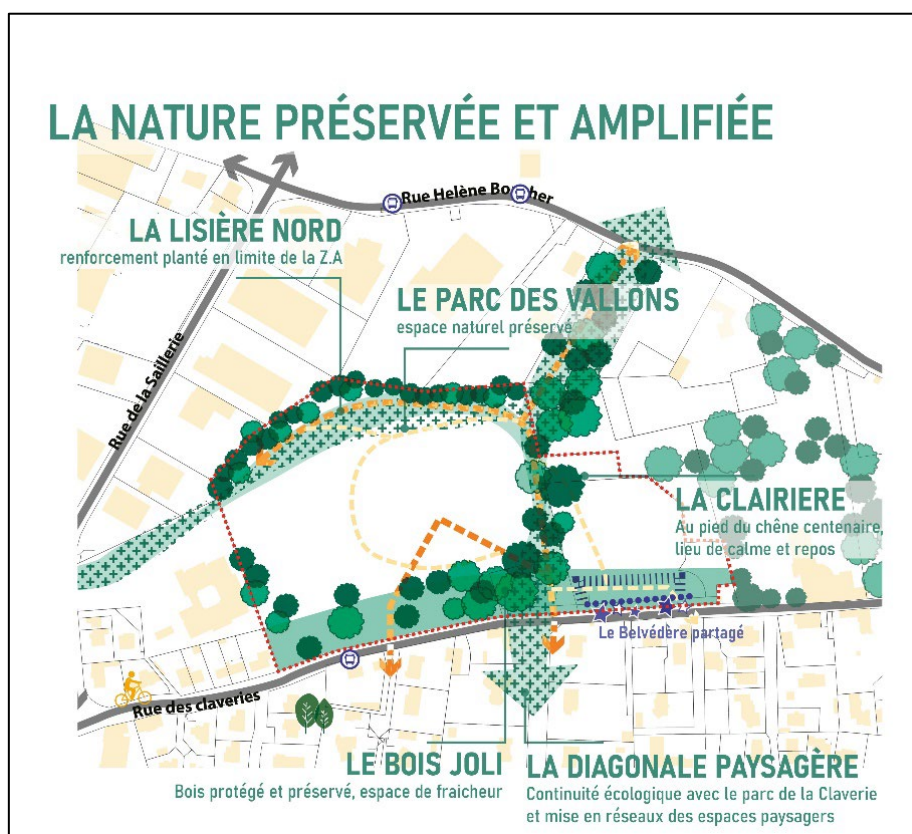 LA NATURE PRÉSERVÉE ET AMPLIFIÉE
Rue Helène Bo her
LA LISIÈRE NORD
renforcement planté en limite de la Z.A
LE PARC DES VALLONS
espace naturel préservé
Rue de la Saillerie
LA CLAIRIERE
Au pied du chêne centenaire,
lieu de calme et repos
Le Belvédère partagé
Rue des claveries
LE BOIS JOLI
Bois protégé et préservé, espace de fraicheur
LA DIAGONALE PAYSAGÈRE
Continuité écologique avec le parc de la Claverie
et mise en réseaux des espaces paysagers